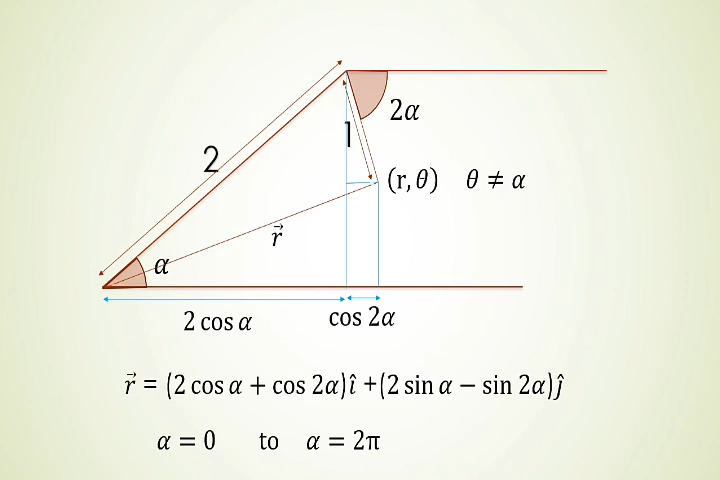 2α
2
1
(r, θ) θ ≠ α
r⃗
α
2 cos α
cos 2α
r⃗ = (2 cos α + cos 2α)î +(2 sin α − sin 2α)ĵ
α = 0 to α = 2π